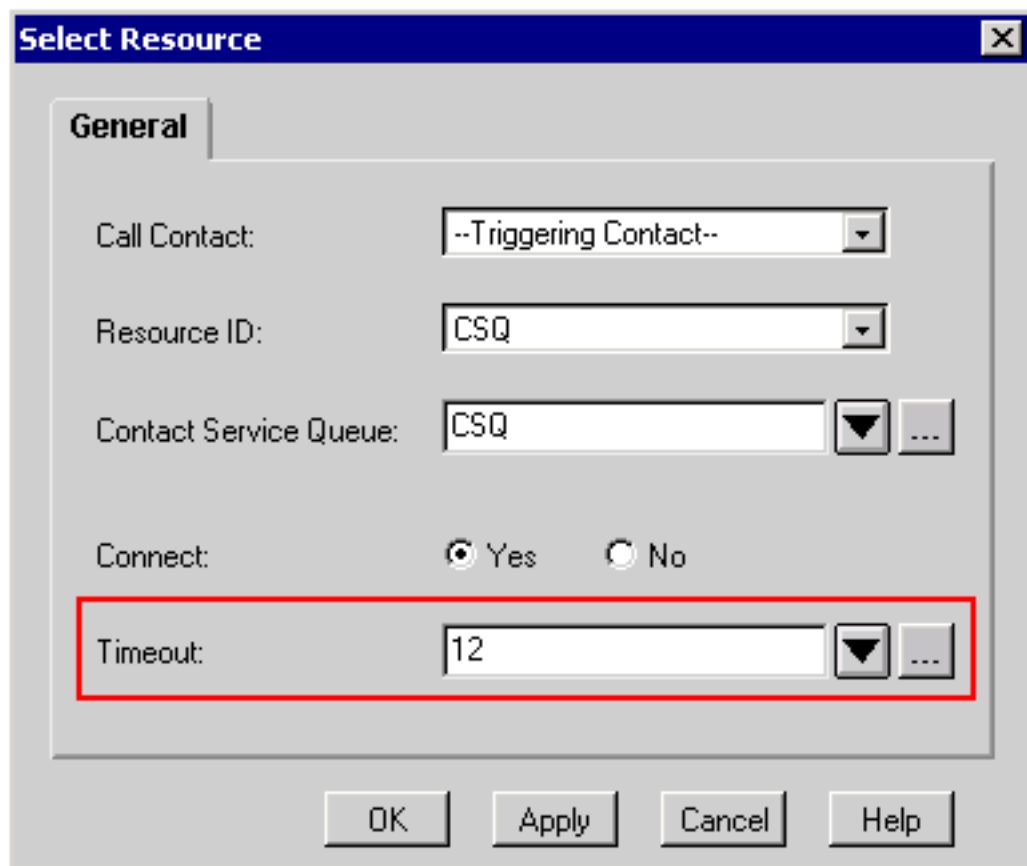 Select Resource
General
Call Contact: --Triggering Contact--
Resource ID: CSQ
Contact Service Queue: CSQ ...
Connect: Yes No
Timeout: 12 ...
OK Apply Cancel Help